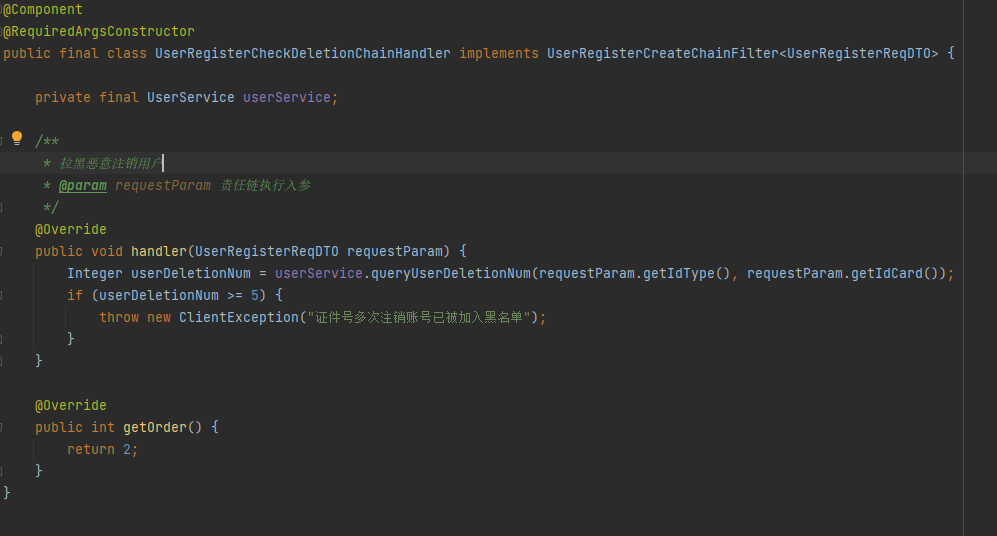 @Component
@RequiredArgsConstructor
public final class UserRegisterCheckDeletionChainHandler implements UserRegisterCreateChainFilter<UserRegisterReqDTO> {
private final UserService userService;
/**
* 拉黑恶意注销用户
* @param requestParam 责任链执行入参
*/
@Override
public void handler(UserRegisterReqDTO requestParam) {
Integer userDeletionNum = userService.queryUserDeletionNum(requestParam.getIdType(), requestParam.getIdCard());
if (userDeletionNum >= 5) {
throw new ClientException("证件号多次注销账号已被加入黑名单");
}
}
@Override
public int getOrder() {
return 2;
}
}